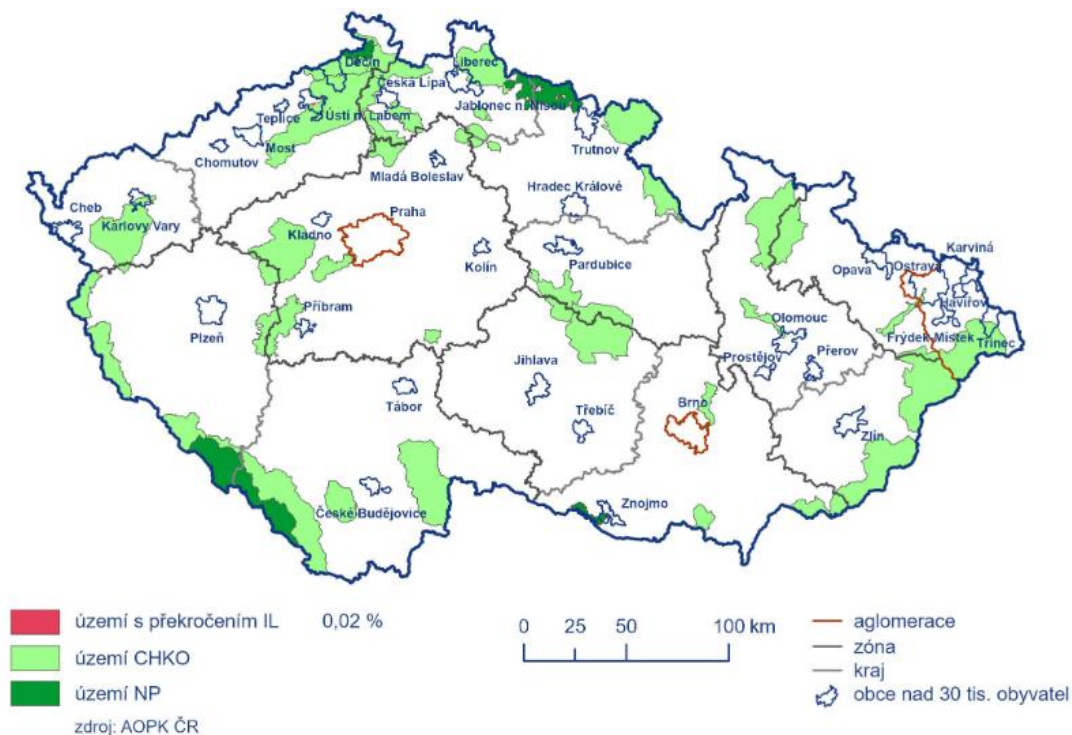 Děčín
Liberec
Česká Lípa
Jablonec n. Nisou
Teplice
Ústí n. Labem
Most
Chomutov
Trutnov
Mladá Boleslav
Hradec Králové
Cheb
Karlovy Vary
Praha
Kladno
Kolín
Pardubice
Karviná
Opava
Ostrava
Havířov
Příbram
Plzeň
Olomouc
Frýdek Místek
Třinec
Prostějov
Přerov
Jihlava
Tábor
Třebíč
Brno
Zlín
České Budějovice
Znojmo
území s překročením IL 0,02 %
území CHKO
území NP
zdroj: AOPK ČR
0 25 50 100 km
aglomerace
zóna
kraj
obce nad 30 tis. obyvatel